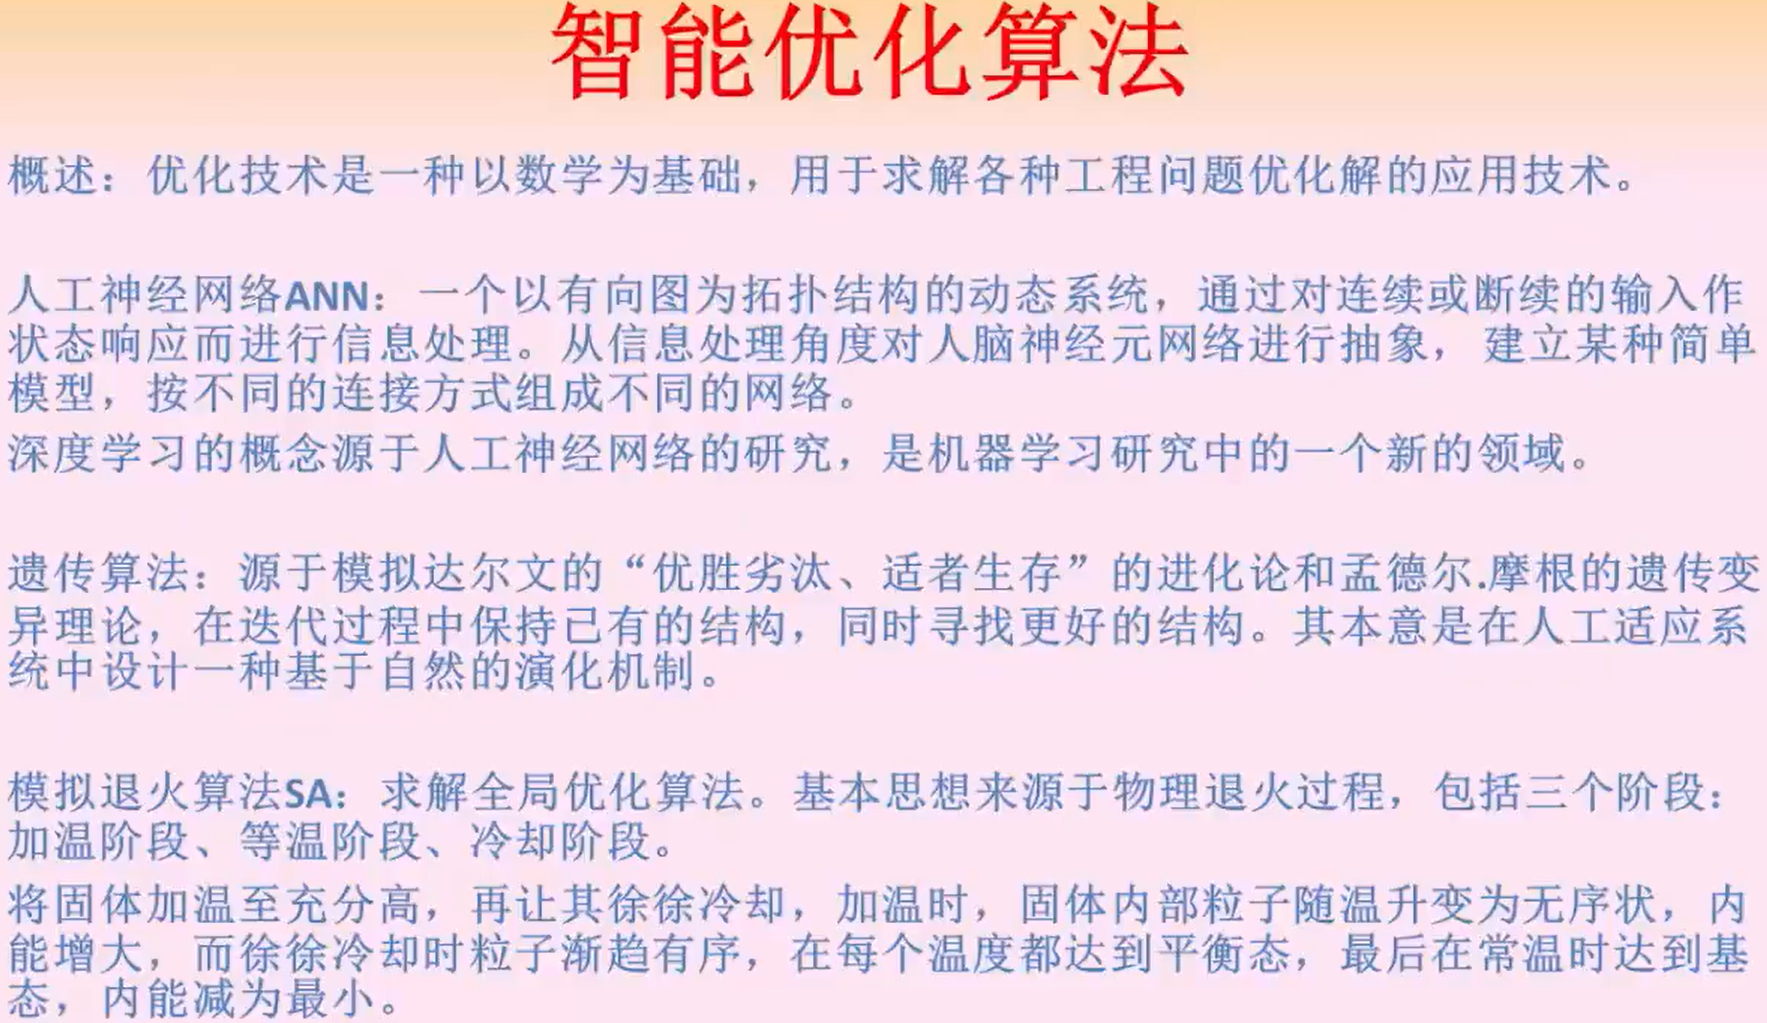 智能优化算法
概述：优化技术是一种以数学为基础，用于求解各种工程问题优化解的应用技术。
人工神经网络ANN：一个以有向图为拓扑结构的动态系统，通过对连续或断续的输入作
状态响应而进行信息处理。从信息处理角度对人脑神经元网络进行抽象，建立某种简单
模型，按不同的连接方式组成不同的网络。
深度学习的概念源于人工神经网络的研究，是机器学习研究中的一个新的领域。
遗传算法：源于模拟达尔文的“优胜劣汰、适者生存”的进化论和孟德尔.摩根的遗传变
异理论，在迭代过程中保持已有的结构，同时寻找更好的结构。其本意是在人工适应系
统中设计一种基于自然的演化机制。
模拟退火算法SA：求解全局优化算法。基本思想来源于物理退火过程，包括三个阶段：
加温阶段、等温阶段、冷却阶段。
将固体加温至充分高，再让其徐徐冷却，加温时，固体内部粒子随温升变为无序状，内
能增大，而徐徐冷却时粒子渐趋有序，在每个温度都达到平衡态，最后在常温时达到基
态，内能减为最小。